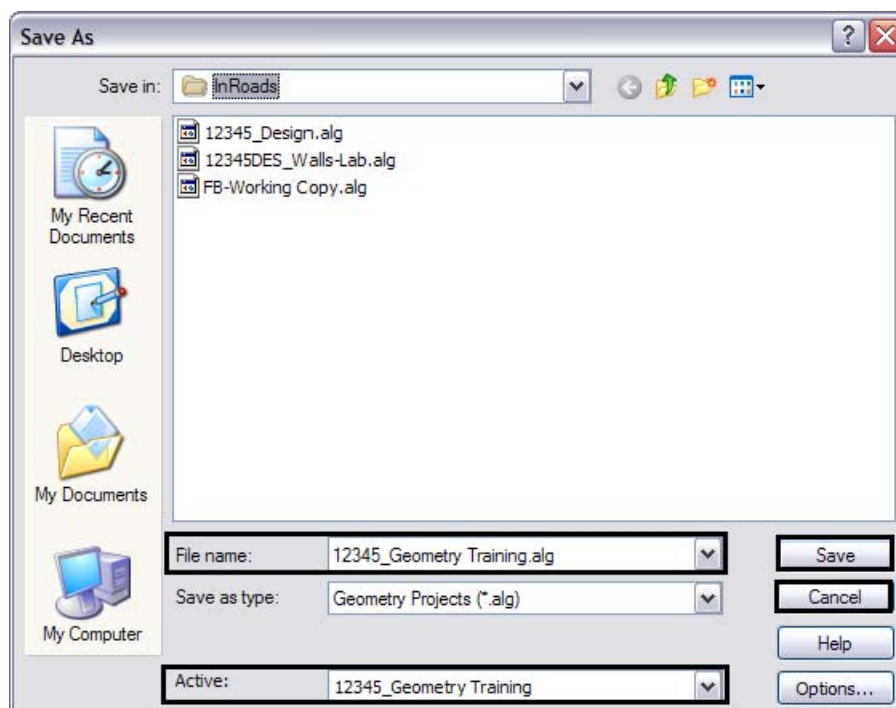 Save As
Save in:
InRoads
12345_Design.alg
12345DES_Walls-Lab.alg
FB-Working Copy.alg
My Recent
Documents
Desktop
My Documents
My Computer
File name:
12345_Geometry Training.alg
Save
Save as type:
Geometry Projects (*.alg)
Cancel
Help
Active:
12345_Geometry Training
Options...